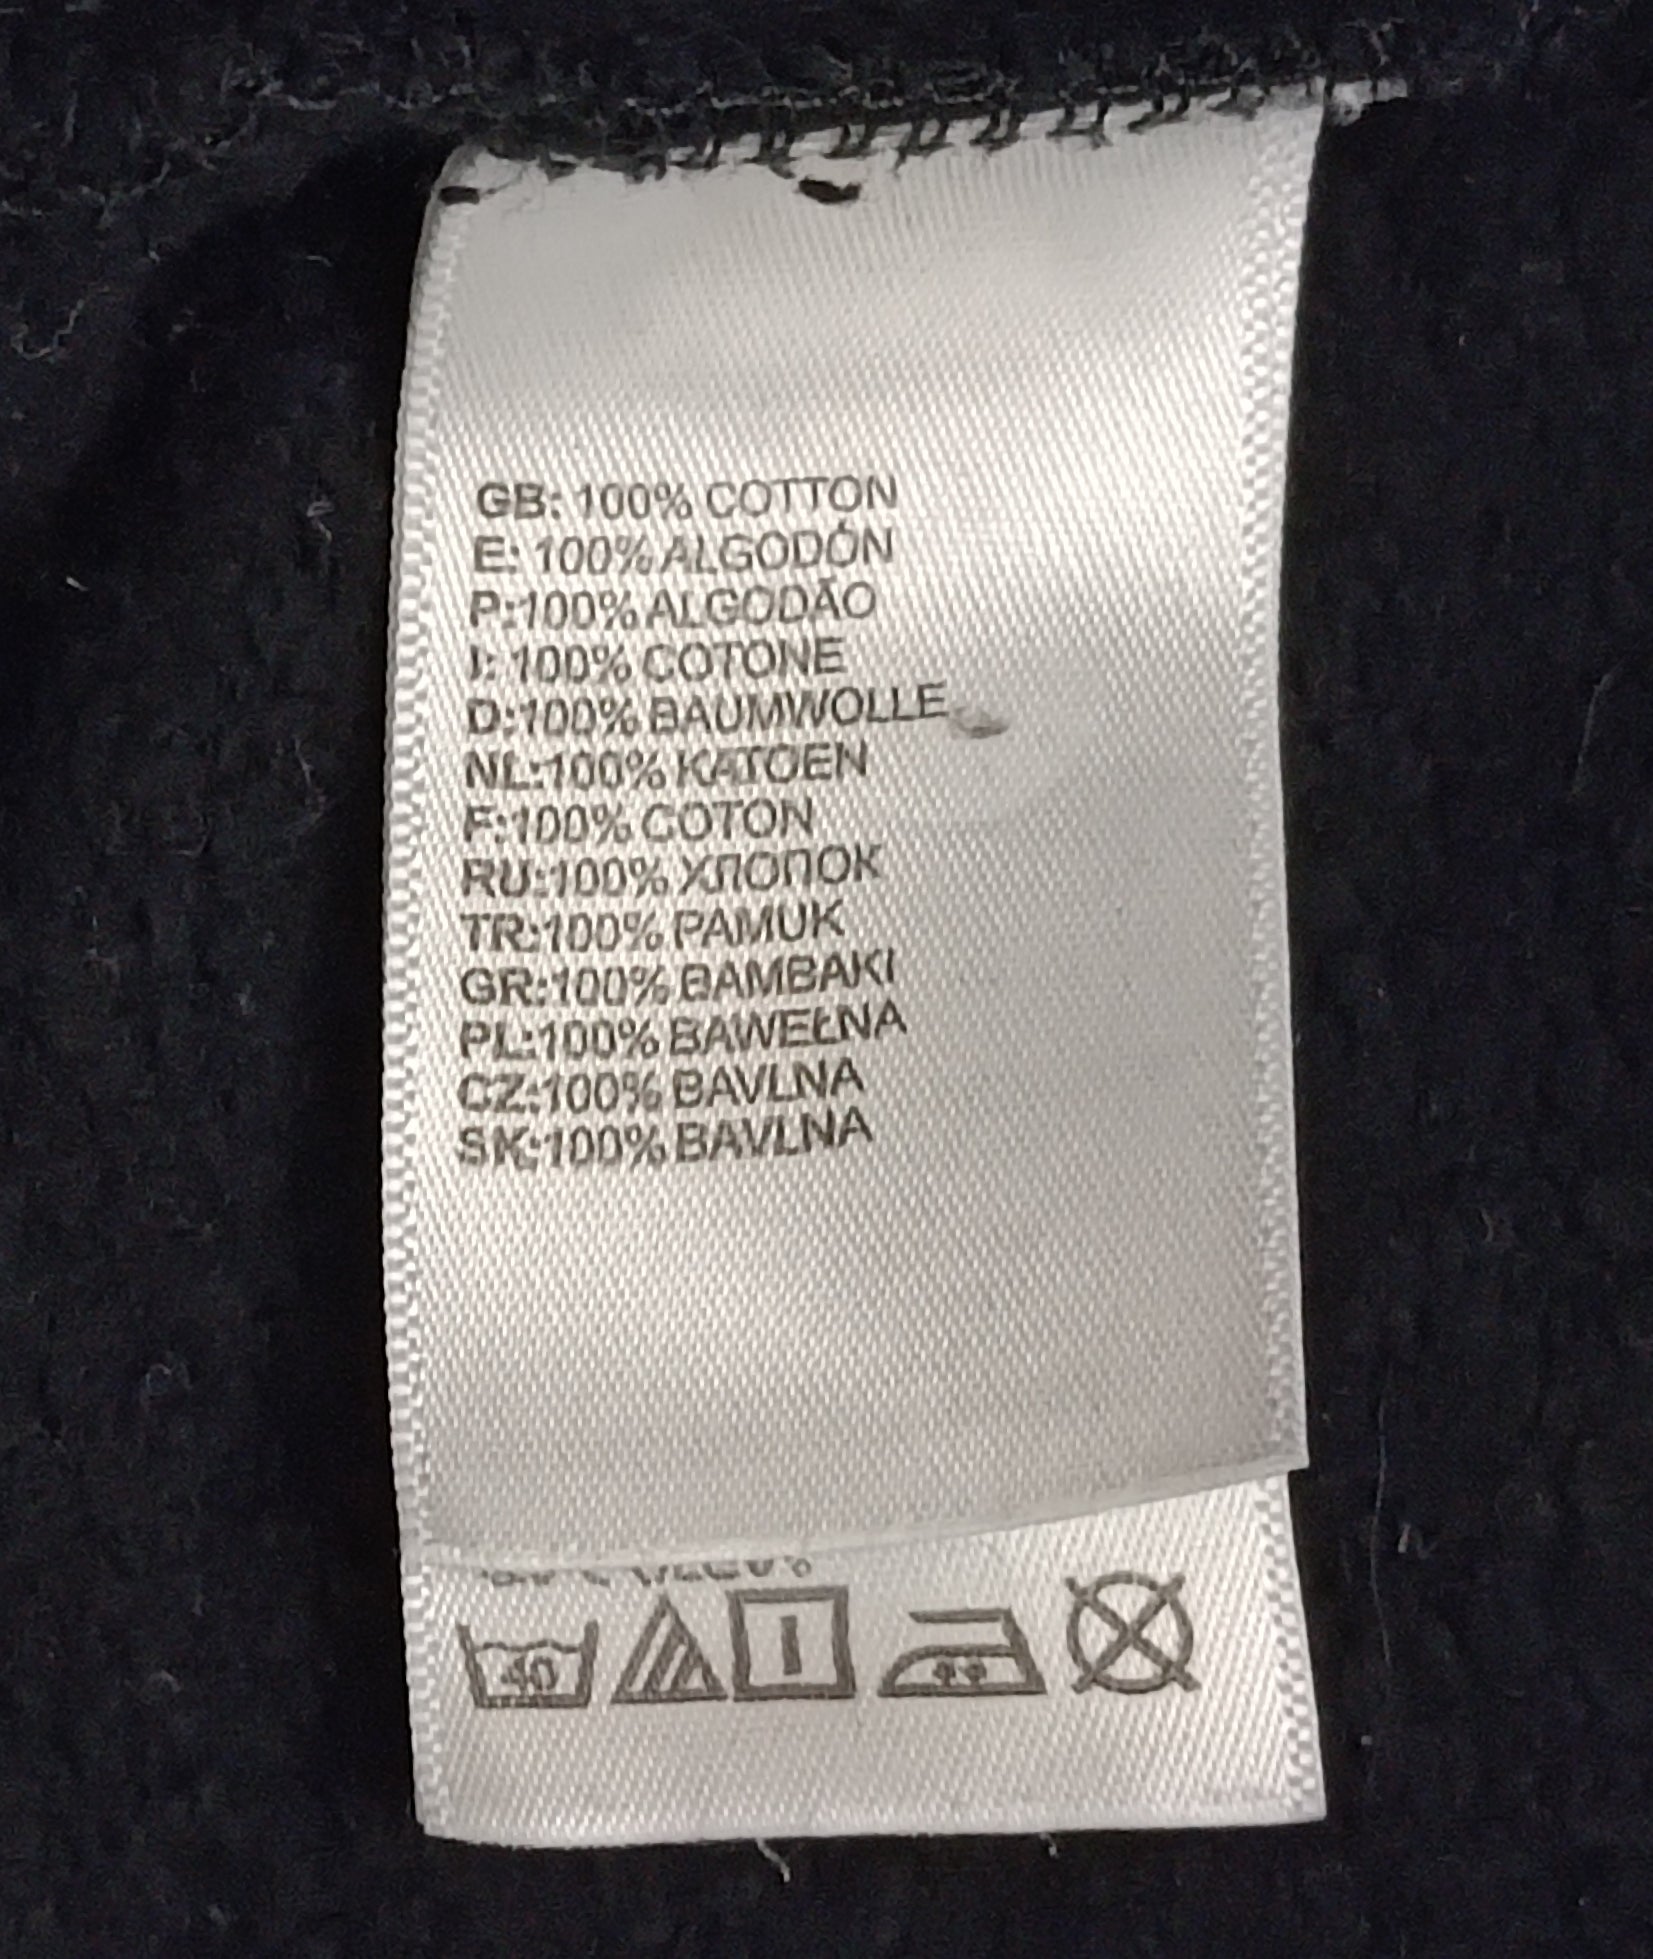 GB: 100% COTTON
E: 100% ALGODÓN
P:100% ALGODÃO
I: 100% COTONE
D:100% BAUMWOLLE
NL:100% KATOEN
F:100% COTON
RU:100% ХЛОПОК
TR:100% PAMUK
GR:100% BAMBAKI
PL:100% BAWEŁNA
CZ:100% BAVLNA
SK:100% BAVLNA
40